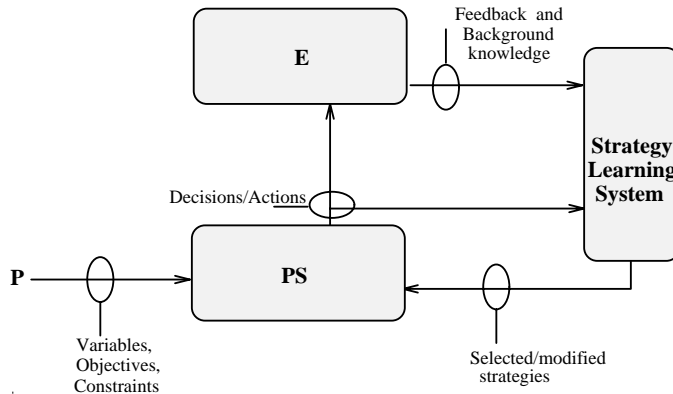 Feedback and
Background
knowledge
E
Strategy
Learning
System
Decisions/Actions
P
PS
Variables,
Objectives,
Constraints
Selected/modified
strategies